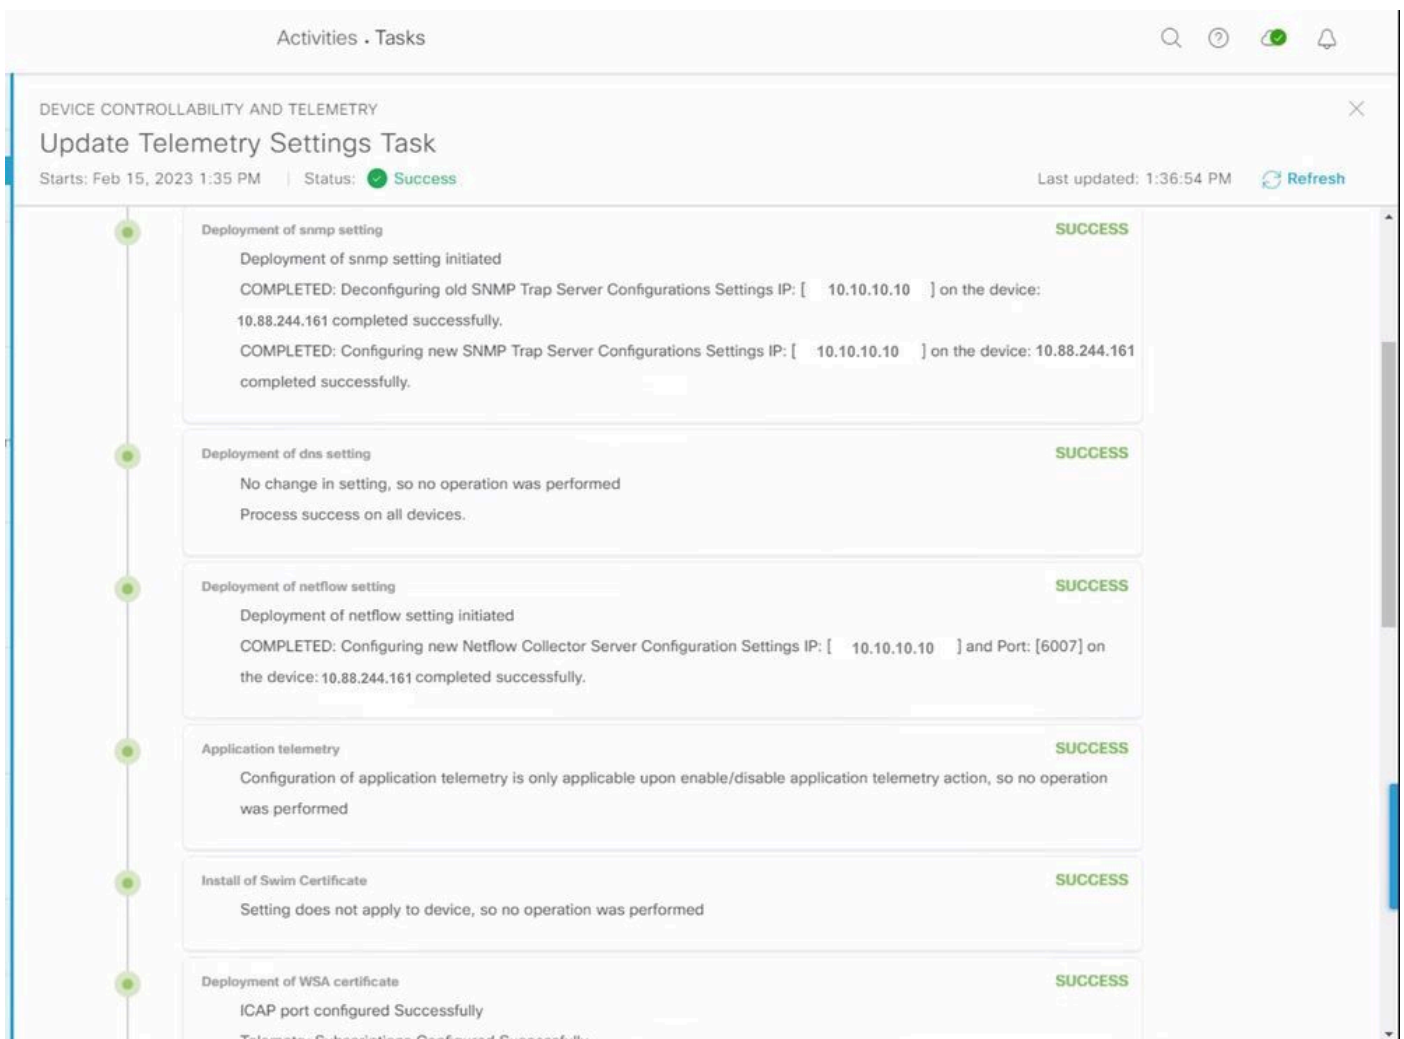 Activities . Tasks
DEVICE CONTROLLABILITY AND TELEMETRY
Update Telemetry Settings Task
Starts: Feb 15, 2023 1:35 PM | Status: Success
Last updated: 1:36:54 PM Refresh
Deployment of snmp setting SUCCESS
Deployment of snmp setting initiated
COMPLETED: Deconfiguring old SNMP Trap Server Configurations Settings IP: [ 10.10.10.10 ] on the device:
10.88.244.161 completed successfully.
COMPLETED: Configuring new SNMP Trap Server Configurations Settings IP: [ 10.10.10.10 ] on the device: 10.88.244.161
completed successfully.
Deployment of dns setting SUCCESS
No change in setting, so no operation was performed
Process success on all devices.
Deployment of netflow setting SUCCESS
Deployment of netflow setting initiated
COMPLETED: Configuring new Netflow Collector Server Configuration Settings IP: [ 10.10.10.10 ] and Port: [6007] on
the device: 10.88.244.161 completed successfully.
Application telemetry SUCCESS
Configuration of application telemetry is only applicable upon enable/disable application telemetry action, so no operation
was performed
Install of Swim Certificate SUCCESS
Setting does not apply to device, so no operation was performed
Deployment of WSA certificate SUCCESS
ICAP port configured Successfully
Telemetry Subscriptions Configured Successfully